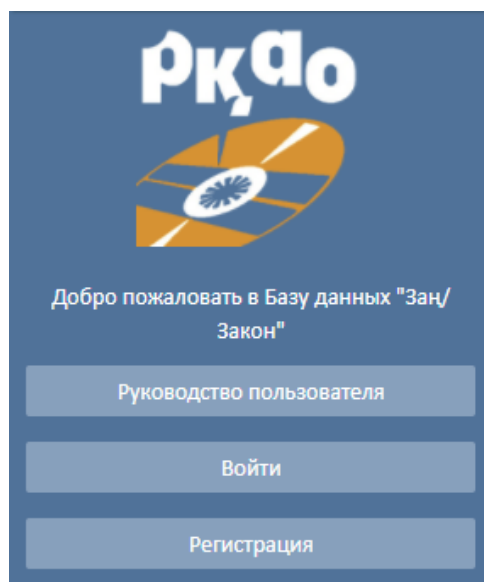 рқао
Добро пожаловать в Базу данных "Заң/
Закон"
Руководство пользователя
Войти
Регистрация